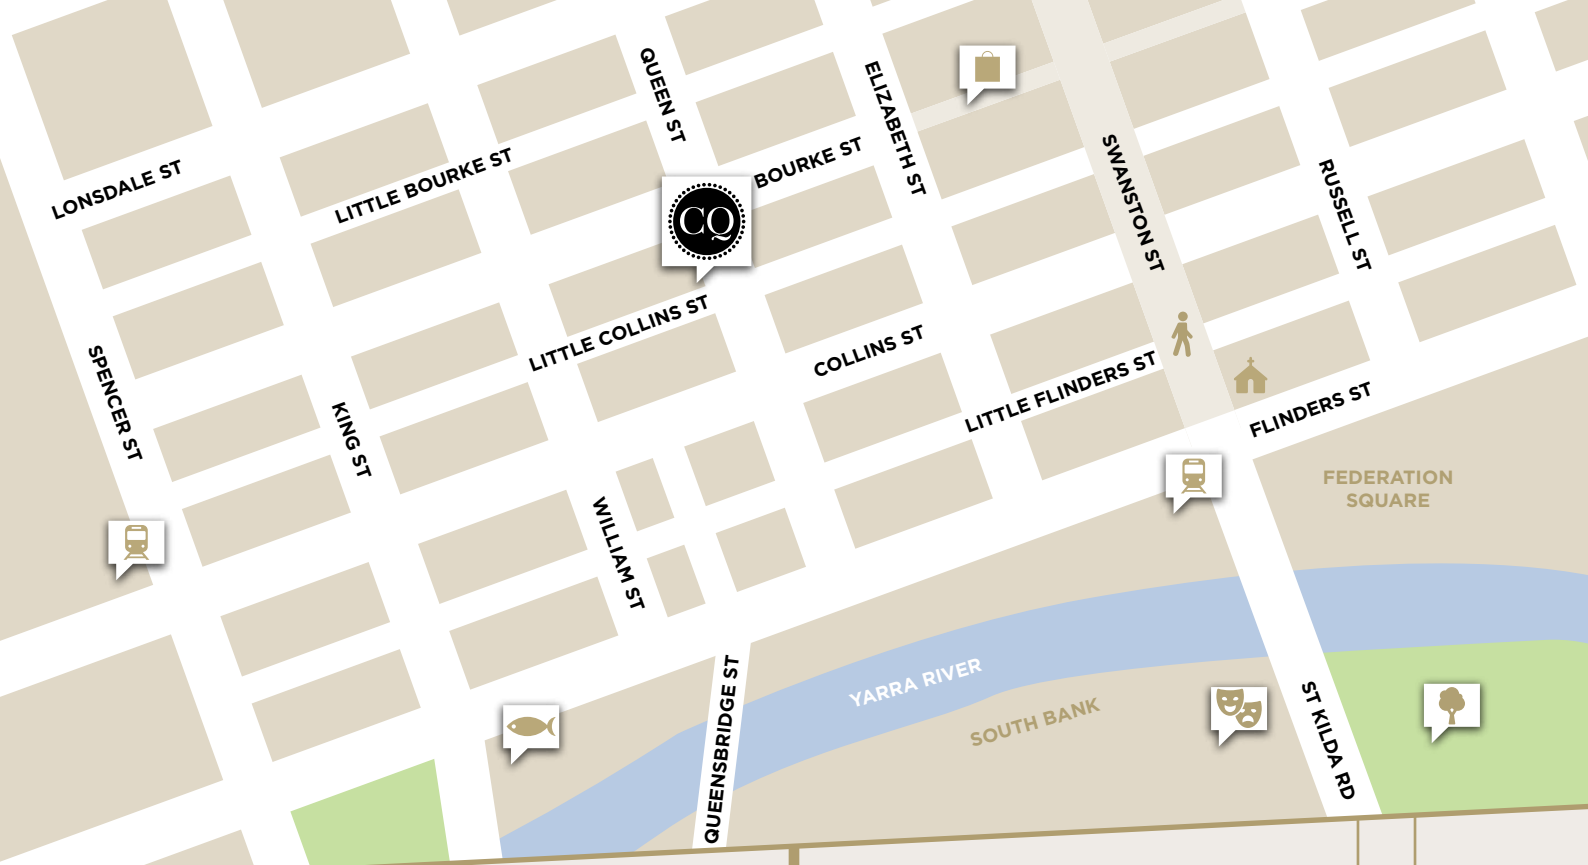 QUEEN ST
ELIZABETH ST
BOURKE ST
SWANSTON ST
RUSSELL ST
LONSDALE ST
LITTLE BOURKE ST
CQ
LITTLE COLLINS ST
COLLINS ST
SPENCER ST
KING ST
LITTLE FLINDERS ST
FLINDERS ST
FEDERATION
SQUARE
WILLIAM ST
QUEENSBRIDGE ST
YARRA RIVER
SOUTH BANK
ST KILDA RD